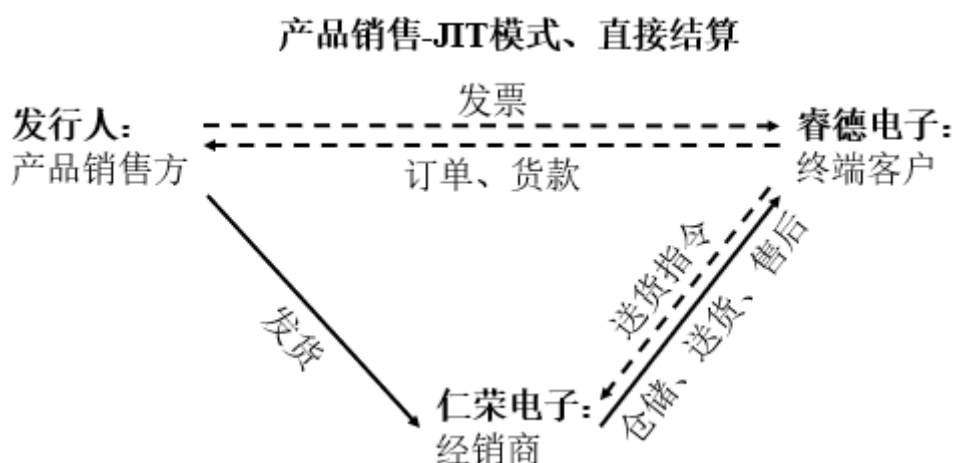 产品销售-JIT模式、直接结算
发票
发行人：
产品销售方
睿德电子：
终端客户
订单、货款
发货
送货指令
仓储、送货、售后
仁荣电子：
经销商